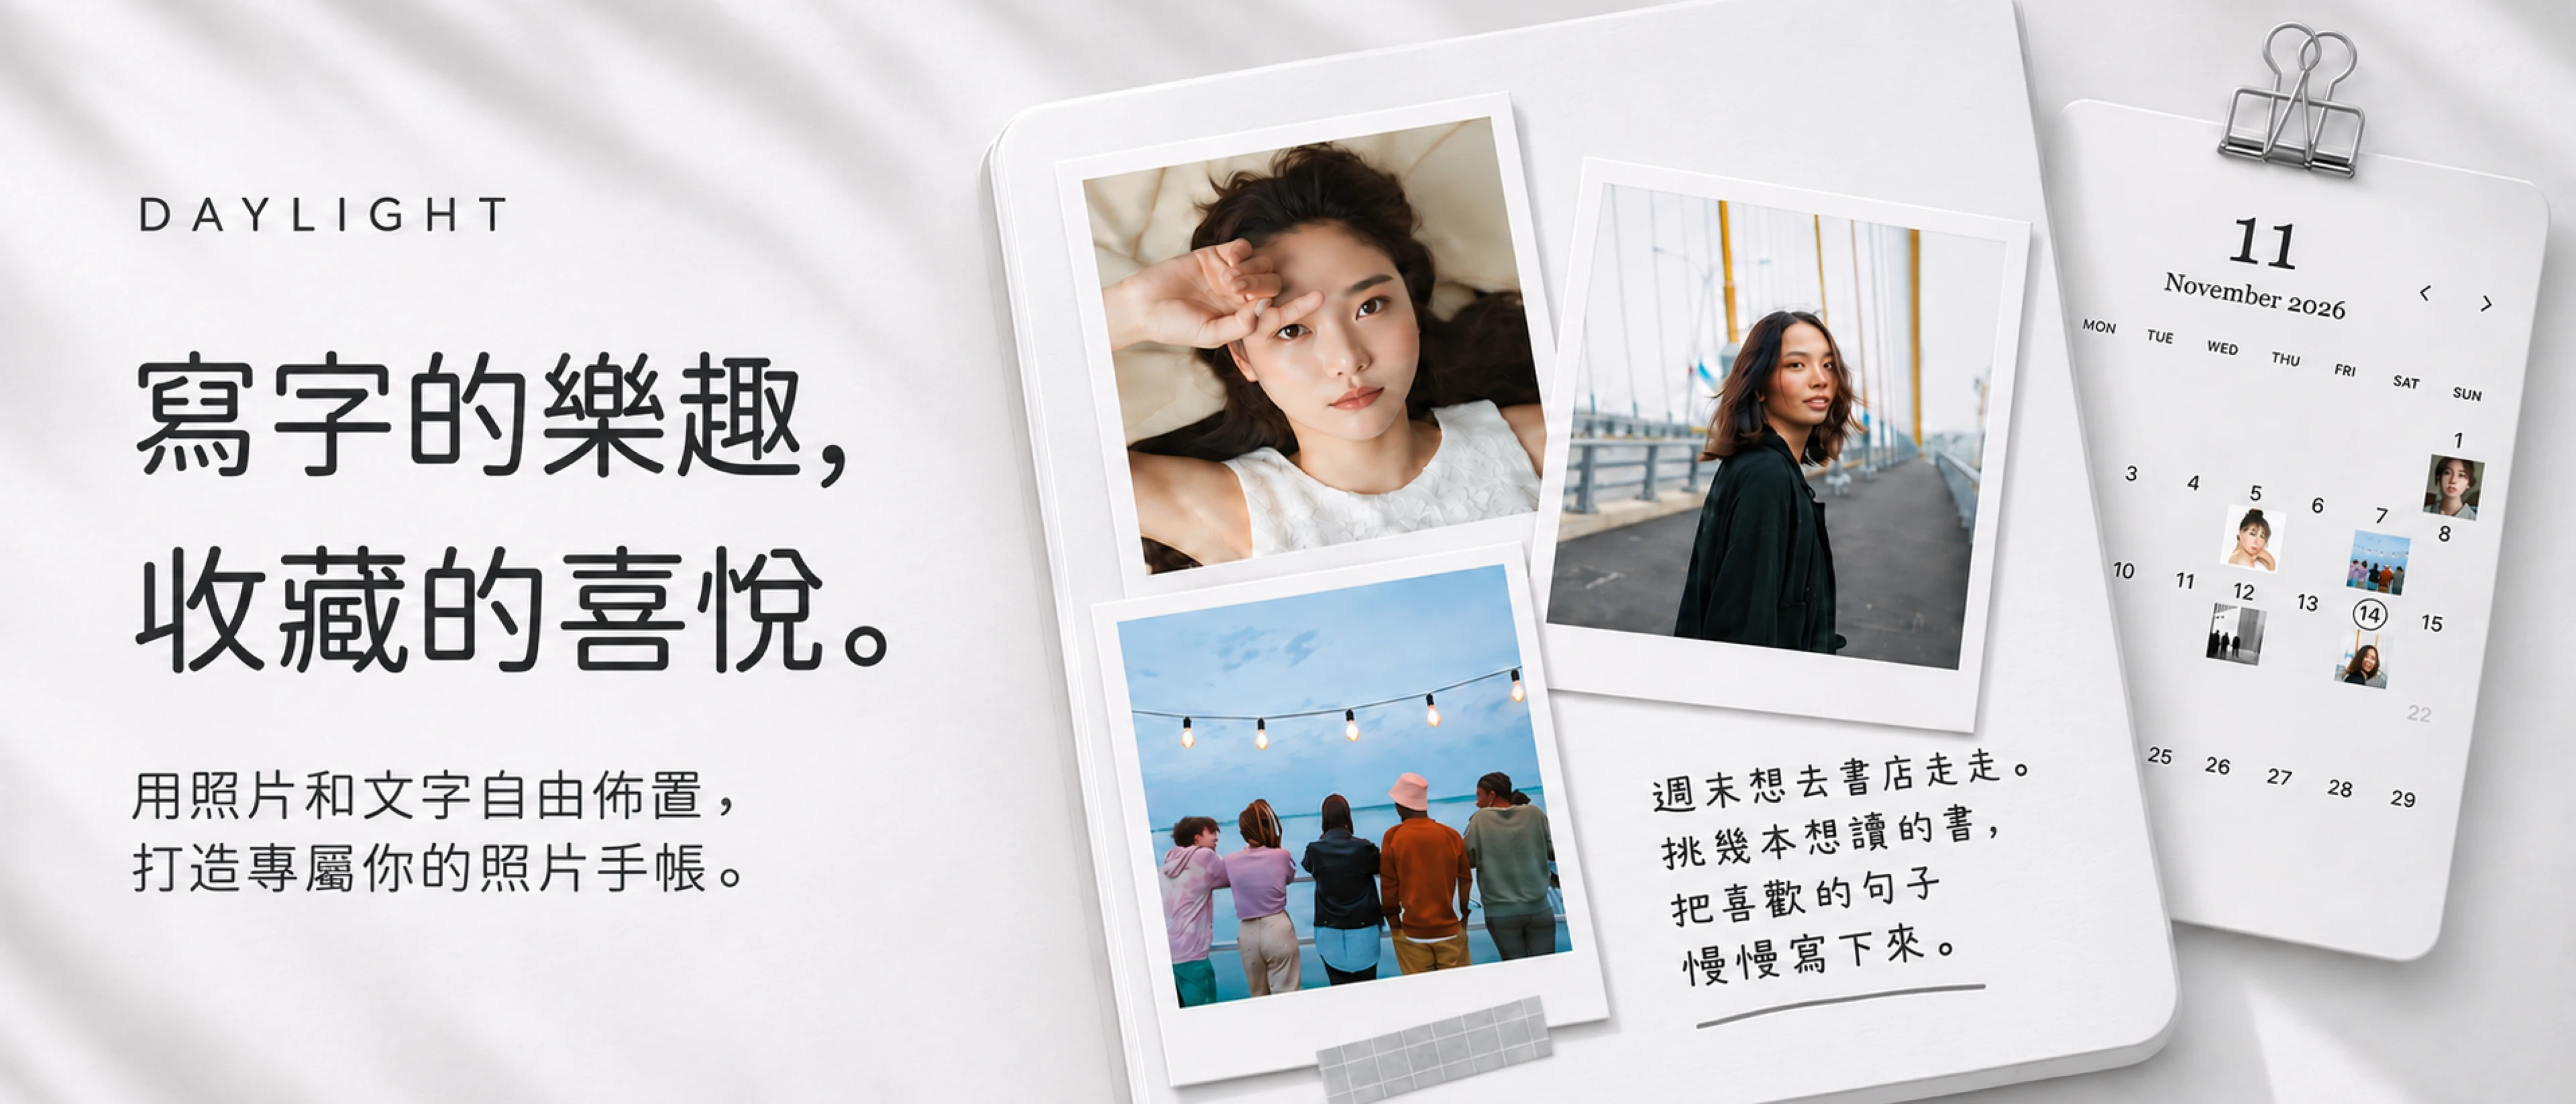 DAYLIGHT
寫字的樂趣,
收藏的喜悅。
用照片和文字自由佈置,
打造專屬你的照片手帳。
週末想去書店走走。
挑幾本想讀的書,
把喜歡的句子
慢慢寫下來。
11
November 2026
< >
MON TUE WED THU FRI SAT SUN
1
3 4 5 6 7 8
10 11 12 13 14 15
22
25 26 27 28 29